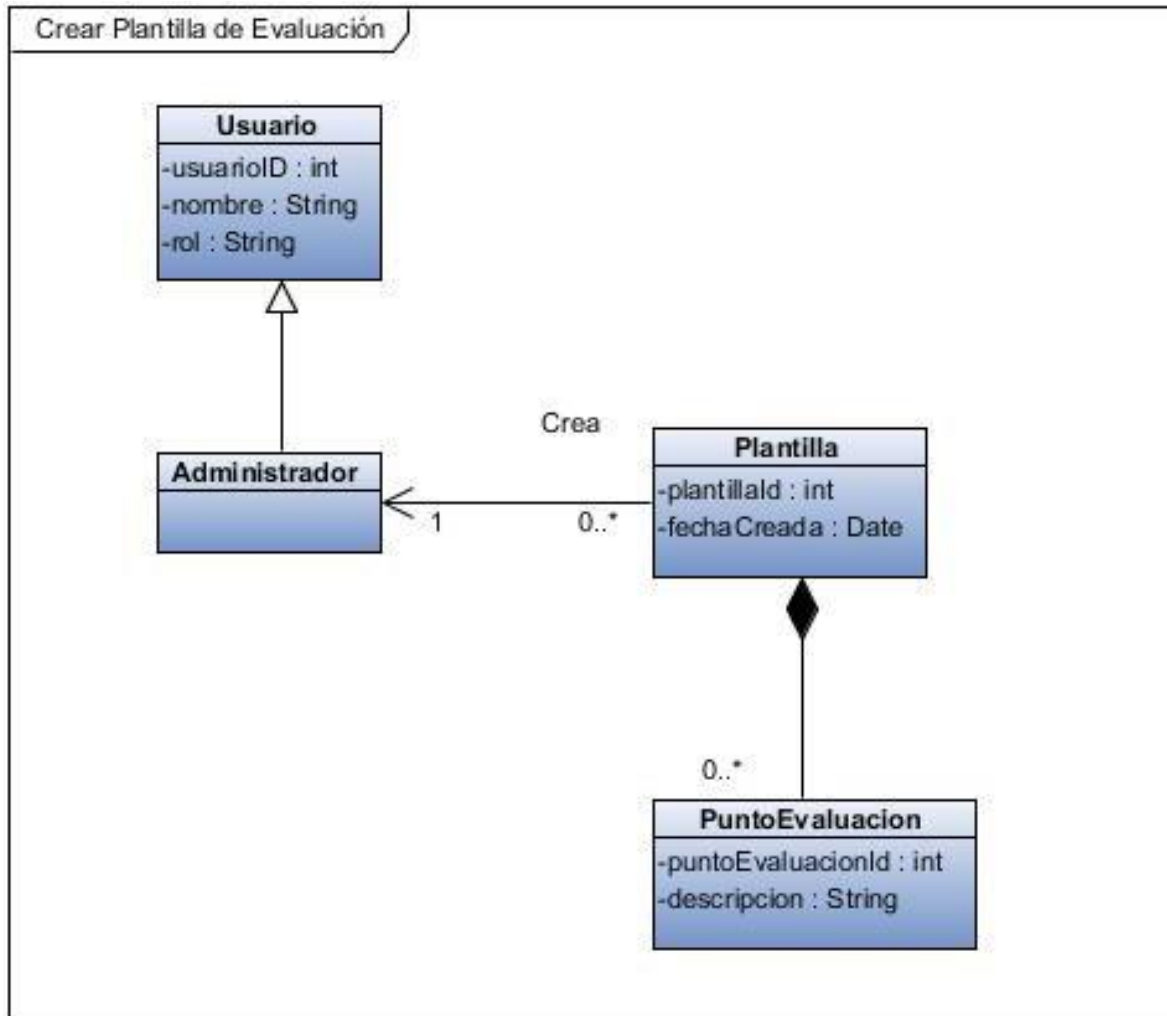 Crear Plantilla de Evaluación
Usuario
-usuarioID : int
-nombre : String
-rol : String
Crea
Administrador
1
0..*
Plantilla
-plantillaId : int
-fechaCreada : Date
0..*
PuntoEvaluacion
-puntoEvaluacionId : int
-descripcion : String